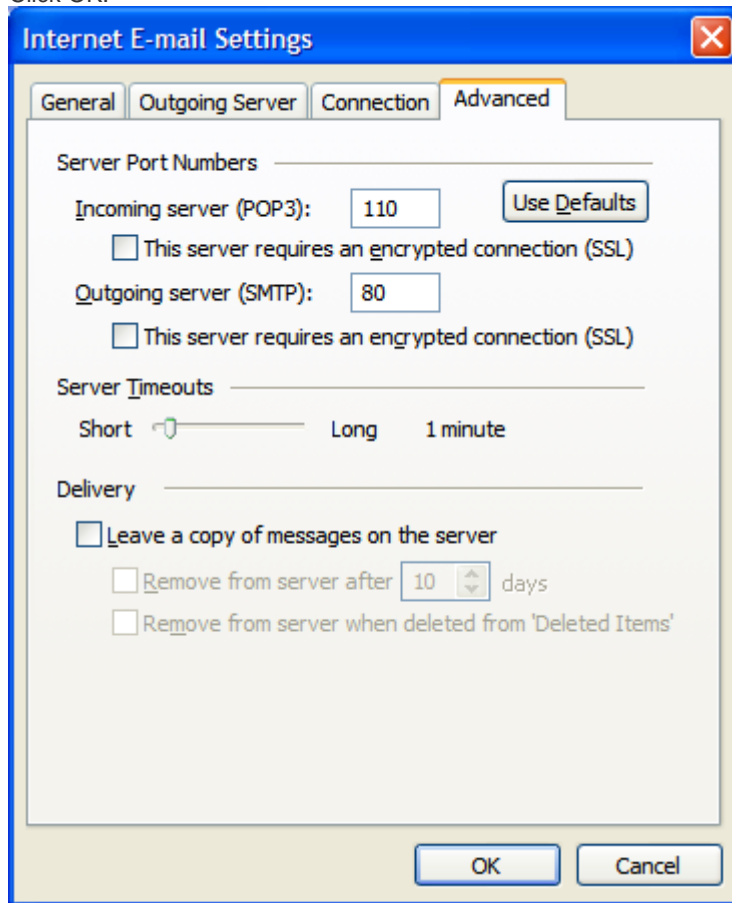 Click OK.
Internet E-mail Settings
General Outgoing Server Connection Advanced
Server Port Numbers
Incoming server (POP3): 110 Use Defaults
This server requires an encrypted connection (SSL)
Outgoing server (SMTP): 80
This server requires an encrypted connection (SSL)
Server Timeouts
Short Long 1 minute
Delivery
Leave a copy of messages on the server
Remove from server after 10 days
Remove from server when deleted from 'Deleted Items'
OK Cancel